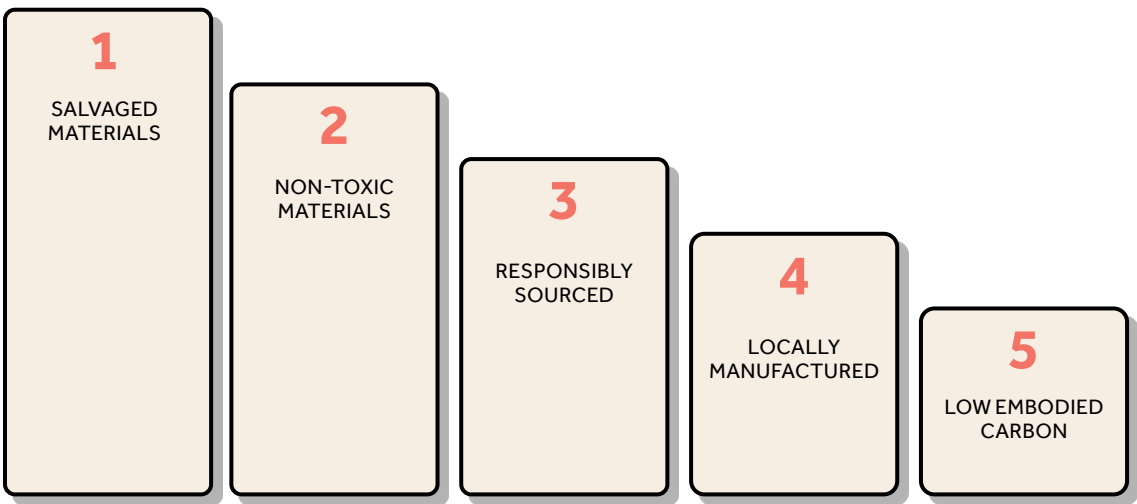 1
SALVAGED
MATERIALS
2
NON-TOXIC
MATERIALS
3
RESPONSIBLY
SOURCED
4
LOCALLY
MANUFACTURED
5
LOW EMBODIED
CARBON